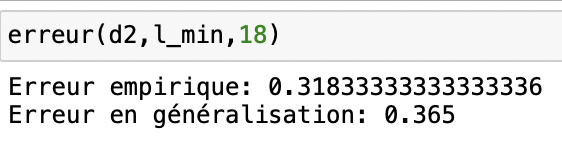 erreur(d2,l_min,18)
Erreur empirique: 0.31833333333333336
Erreur en généralisation: 0.365